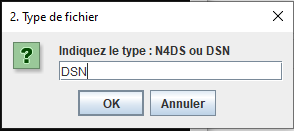 2. Type de fichier
Indiquez le type : N4DS ou DSN
DSN
OK
Annuler